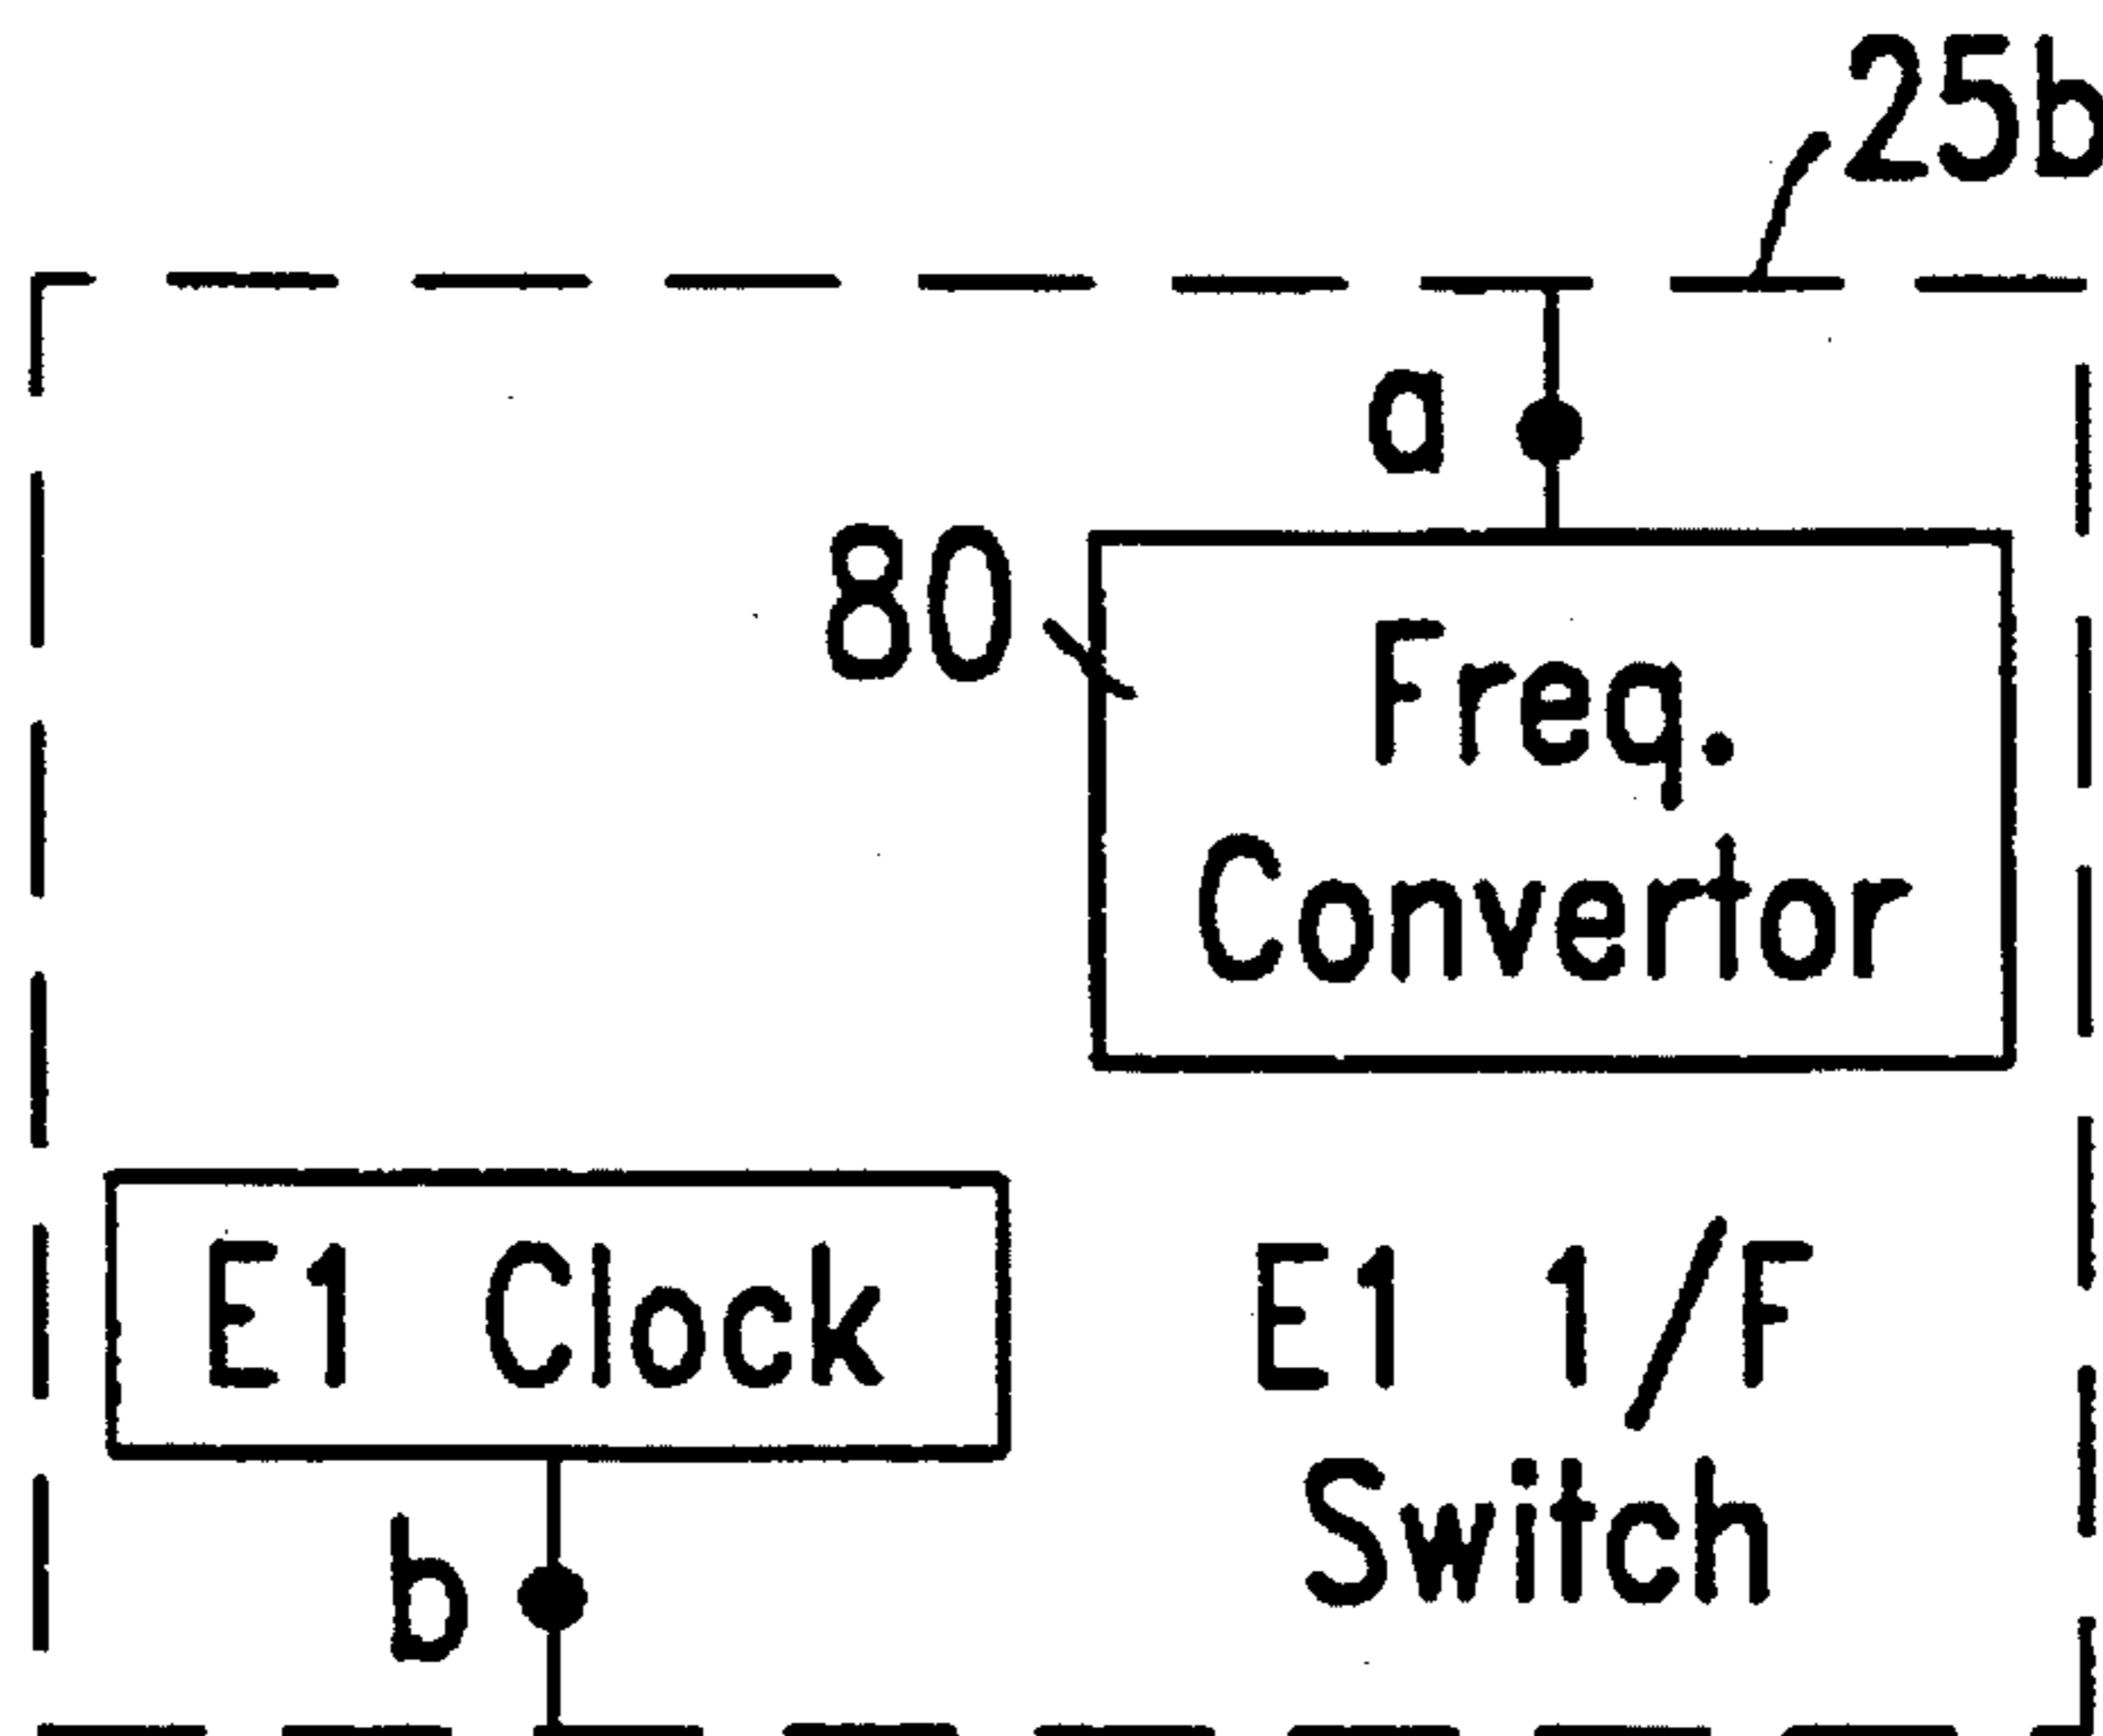 25b
a
80
Freq.
Convertor
E1 Clock
E1 1/F
Switch
b